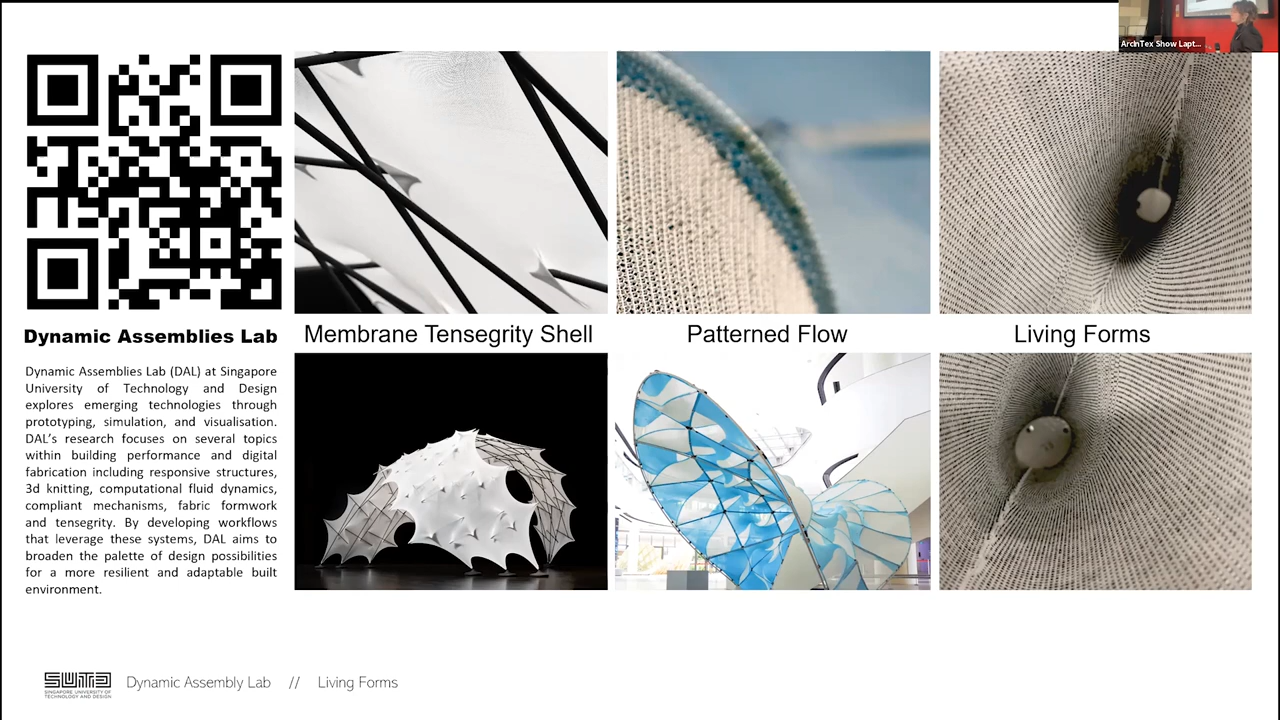 ArcInTex Show Lapt...
Dynamic Assemblies Lab
Membrane Tensegrity Shell
Patterned Flow
Living Forms
Dynamic Assemblies Lab (DAL) at Singapore
University of Technology and Design
explores emerging technologies through
prototyping, simulation, and visualisation.
DAL's research focuses on several topics
within building performance and digital
fabrication including responsive structures,
3d knitting, computational fluid dynamics,
compliant mechanisms, fabric formwork
and tensegrity. By developing workflows
that leverage these systems, DAL aims to
broaden the palette of design possibilities
for a more resilient and adaptable built
environment.
SUTD
SINGAPORE UNIVERSITY OF
TECHNOLOGY AND DESIGN
Dynamic Assembly Lab // Living Forms